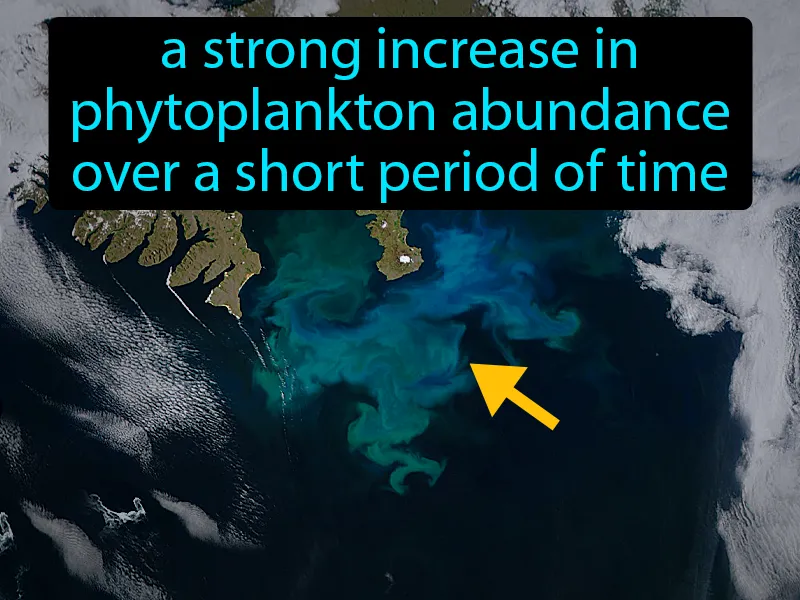 a strong increase in
phytoplankton abundance
over a short period of time